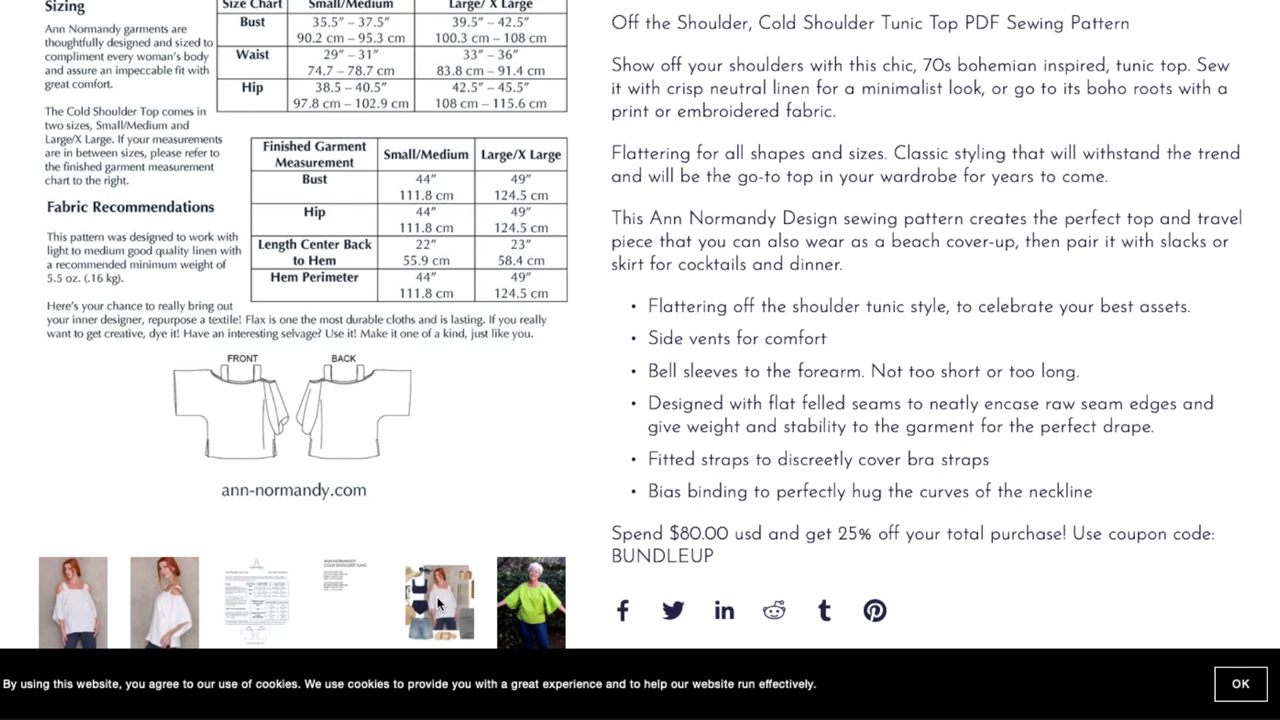 Sizing
Ann Normandy garments are
thoughtfully designed and sized to
compliment every woman's body
and assure an impeccable fit with
great comfort.
The Cold Shoulder Top comes in
two sizes, Small/Medium and
Large/X Large. If your measurements
are in between sizes, please refer to
the finished garment measurement
chart to the right.
Size Chart Small/Medium Large/ X Large
Bust 35.5" – 37.5" 39.5" – 42.5"
90.2 cm – 95.3 cm 100.3 cm – 108 cm
Waist 29" – 31" 33" – 36"
74.7 – 78.7 cm 83.8 cm – 91.4 cm
Hip 38.5 – 40.5" 42.5" – 45.5"
97.8 cm – 102.9 cm 108 cm – 115.6 cm
Finished Garment
Measurement Small/Medium Large/X Large
Bust 44" 49"
111.8 cm 124.5 cm
Hip 44" 49"
111.8 cm 124.5 cm
Length Center Back 22" 23"
to Hem 55.9 cm 58.4 cm
Hem Perimeter 44" 49"
111.8 cm 124.5 cm
Fabric Recommendations
This pattern was designed to work with
light to medium good quality linen with
a recommended minimum weight of
5.5 oz. (.16 kg).
Here's your chance to really bring out
your inner designer, repurpose a textile! Flax is one the most durable cloths and is lasting. If you really
want to get creative, dye it! Have an interesting selvage? Use it! Make it one of a kind, just like you.
FRONT BACK
ann-normandy.com
Off the Shoulder, Cold Shoulder Tunic Top PDF Sewing Pattern
Show off your shoulders with this chic, 70s bohemian inspired, tunic top. Sew
it with crisp neutral linen for a minimalist look, or go to its boho roots with a
print or embroidered fabric.
Flattering for all shapes and sizes. Classic styling that will withstand the trend
and will be the go-to top in your wardrobe for years to come.
This Ann Normandy Design sewing pattern creates the perfect top and travel
piece that you can also wear as a beach cover-up, then pair it with slacks or
skirt for cocktails and dinner.
• Flattering off the shoulder tunic style, to celebrate your best assets.
• Side vents for comfort
• Bell sleeves to the forearm. Not too short or too long.
• Designed with flat felled seams to neatly encase raw seam edges and
give weight and stability to the garment for the perfect drape.
• Fitted straps to discreetly cover bra straps
• Bias binding to perfectly hug the curves of the neckline
Spend $80.00 usd and get 25% off your total purchase! Use coupon code:
BUNDLEUP
By using this website, you agree to our use of cookies. We use cookies to provide you with a great experience and to help our website run effectively.
OK